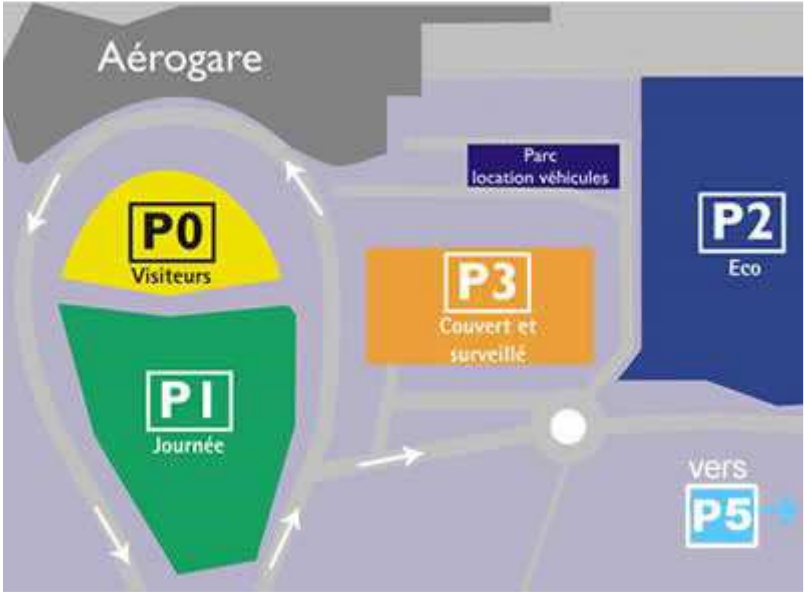 Aérogare
Parc
location véhicules
P0
Visiteurs
P2
Eco
P3
Couvert et
surveillé
P1
Journée
vers
P5